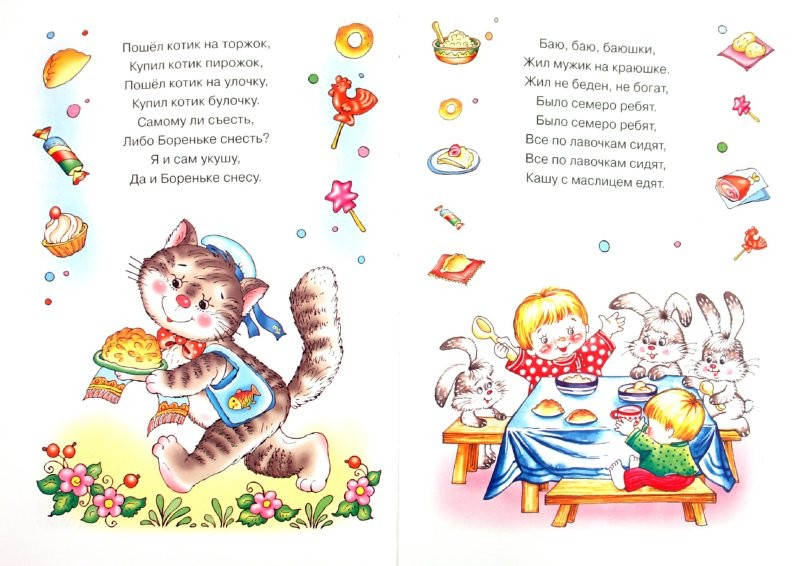 Пошёл котик на торжок,
Купил котик пирожок,
Пошёл котик на улочку,
Купил котик булочку.
Самому ли съесть,
Либо Бореньке снесть?
Я и сам укушу,
Да и Бореньке снесу.
Баю, баю, баюшки,
Жил мужик на краюшке.
Жил не беден, не богат,
Было семеро ребят.
Было семеро ребят,
Все по лавочкам сидят,
Все по лавочкам сидят,
Кашу с маслицем едят.